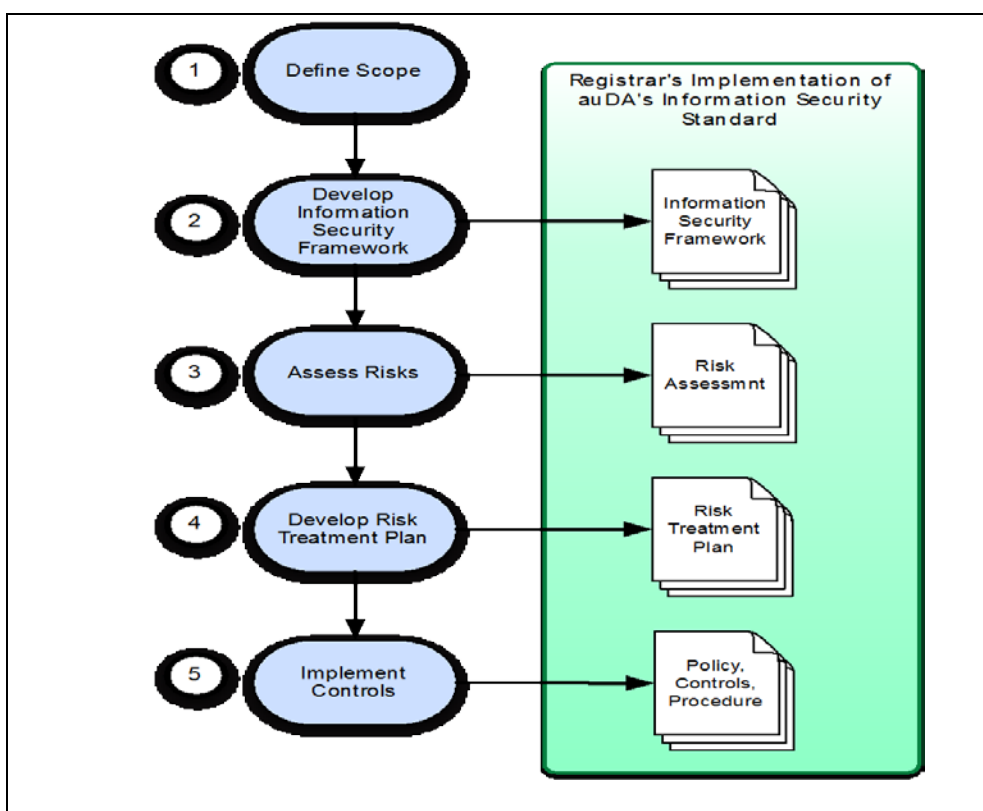 1
Define Scope
2
Develop
Information
Security
Framework
3
Assess Risks
4
Develop Risk
Treatment Plan
5
Implement
Controls
Registrar's Implementation of
auDA's Information Security
Standard
Information
Security
Framework
Risk
Assessmnt
Risk
Treatment
Plan
Policy,
Controls,
Procedure